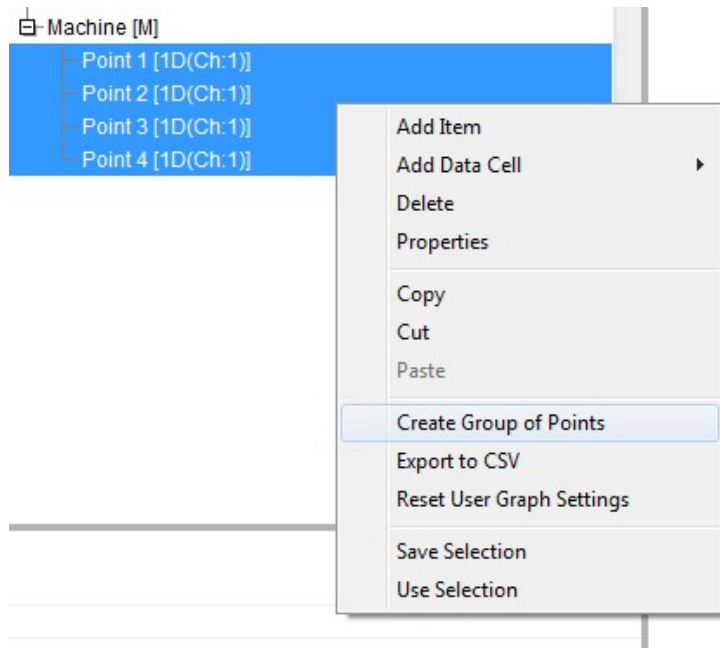 Machine [M]
Point 1 [1D(Ch:1)]
Point 2 [1D(Ch:1)]
Point 3 [1D(Ch:1)]
Point 4 [1D(Ch:1)]
Add Item
Add Data Cell
Delete
Properties
Copy
Cut
Paste
Create Group of Points
Export to CSV
Reset User Graph Settings
Save Selection
Use Selection